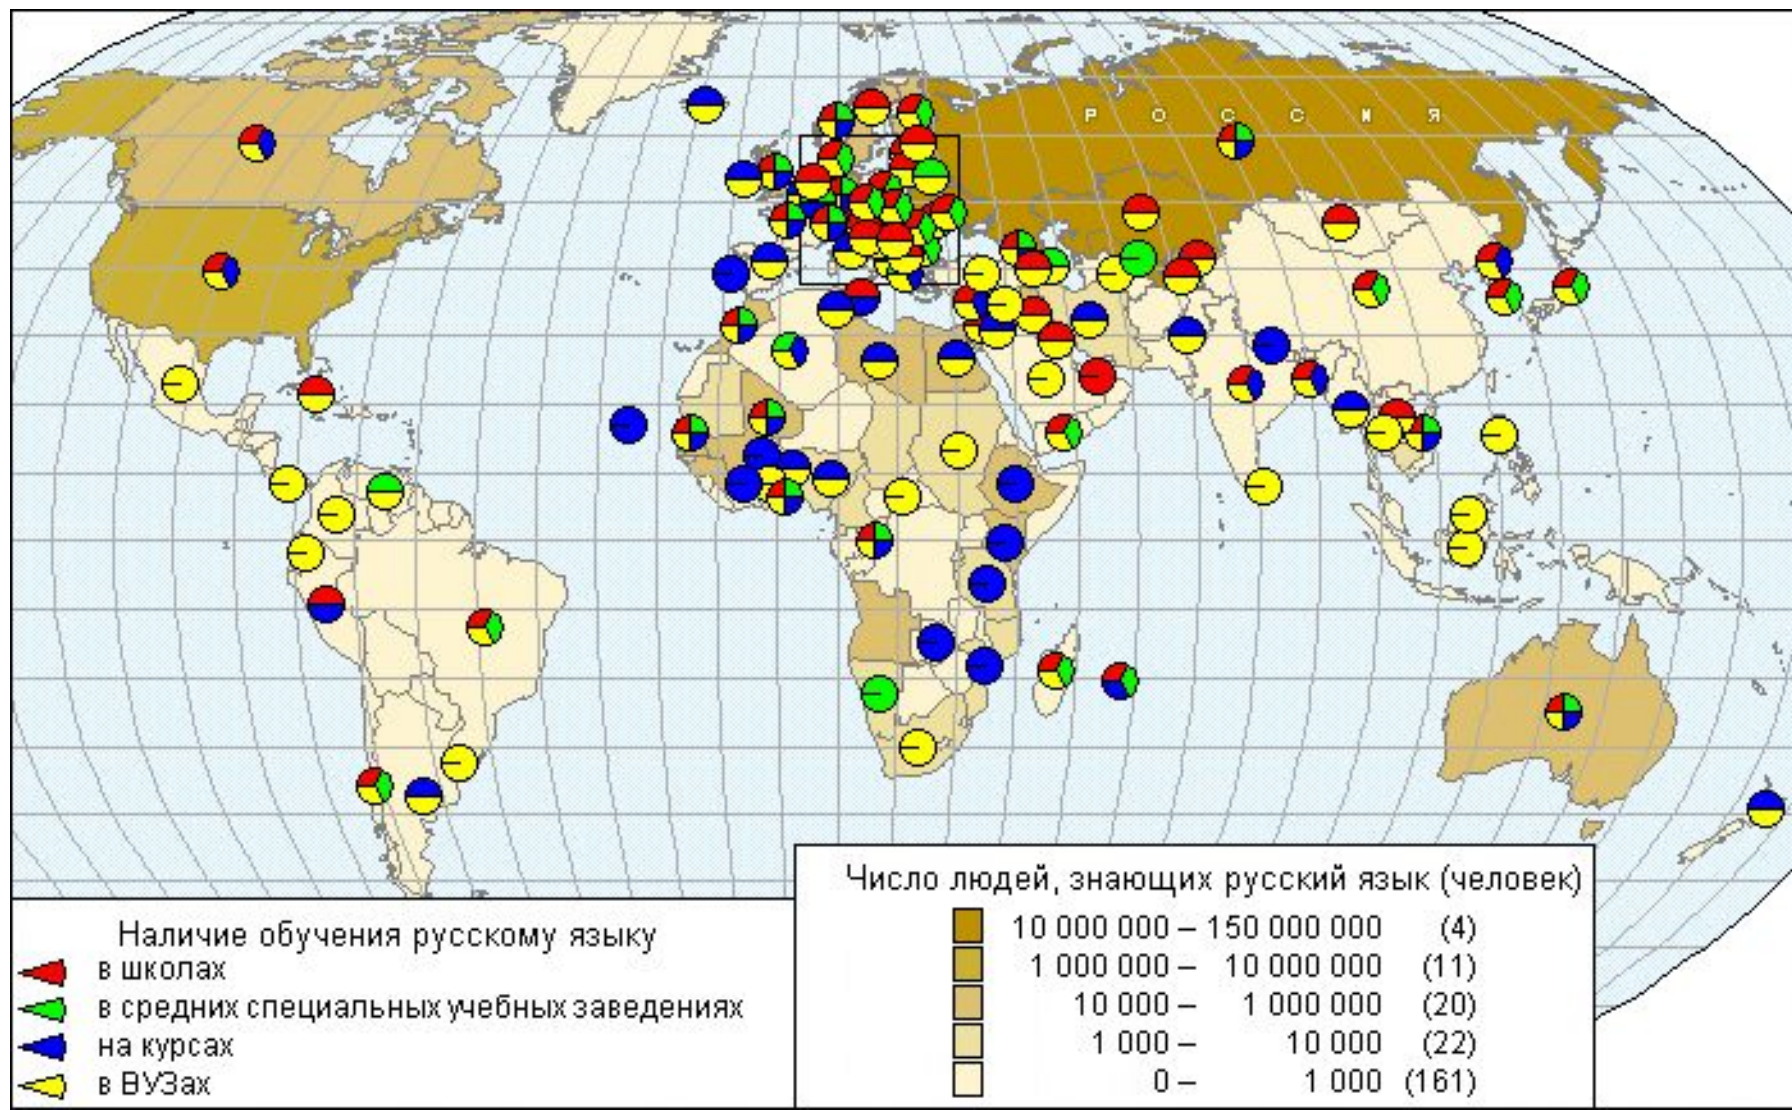 Р О С С И Я
Число людей, знающих русский язык (человек)
10 000 000 – 150 000 000 (4)
1 000 000 – 10 000 000 (11)
10 000 – 1 000 000 (20)
1 000 – 10 000 (22)
0 – 1 000 (161)
Наличие обучения русскому языку
в школах
в средних специальных учебных заведениях
на курсах
в ВУЗах